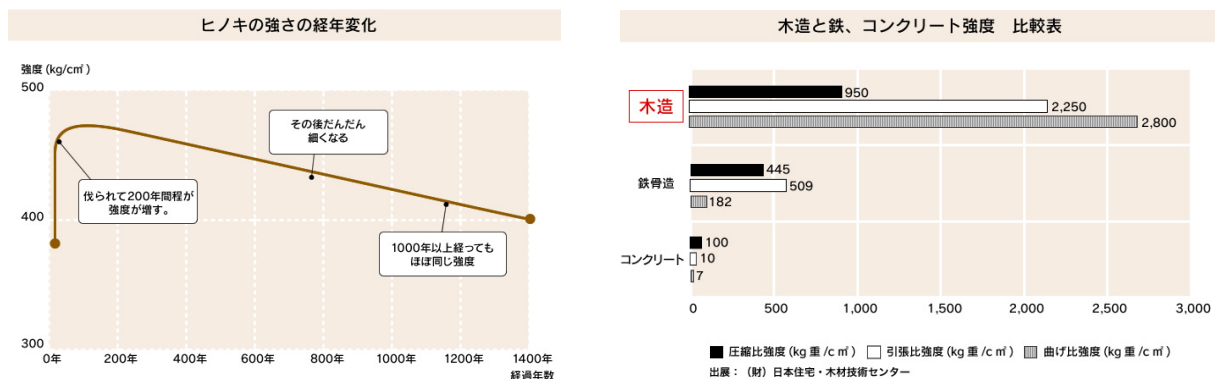 ヒノキの強さの経年変化
強度(kg/c㎡)
500
400
300
0年
200年
400年
600年
800年
1000年
1200年
1400年
経過年数
伐られて200年間程が
強度が増す。
その後だんだん
細くなる
1000年以上経っても
ほぼ同じ強度
木造と鉄、コンクリート強度　比較表
木造
950
2,250
2,800
鉄骨造
445
509
182
コンクリート
100
10
7
0
500
1,000
1,500
2,000
2,500
3,000
圧縮比強度(kg重/c㎡) 引張比強度(kg重/c㎡) 曲げ比強度(kg重/c㎡)
出展：(財)日本住宅・木材技術センター